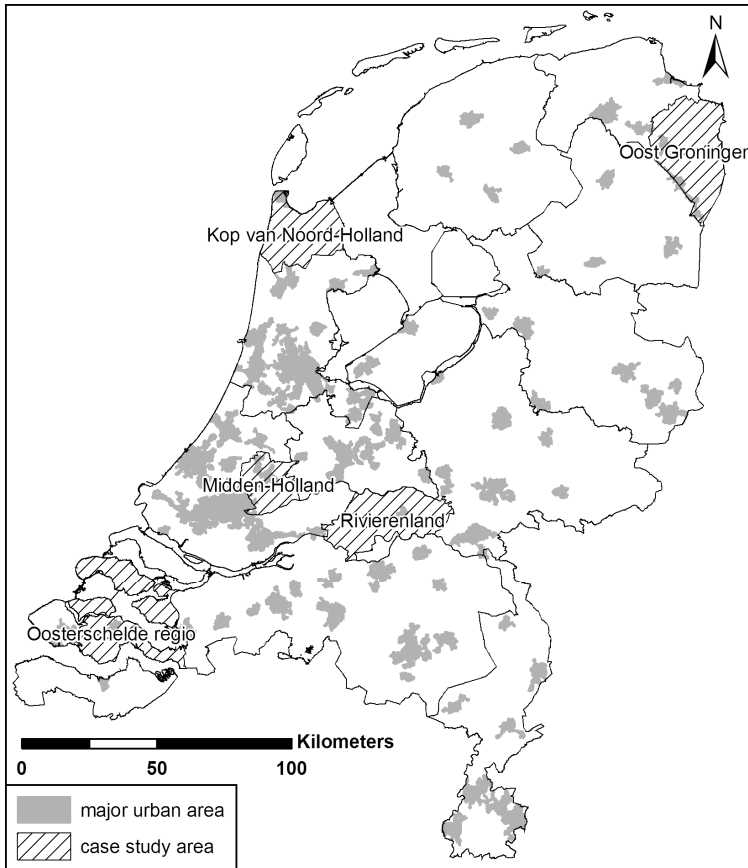 N
Oost Groningen
Kop van Noord-Holland
Midden-Holland
Rivierenland
Oosterschelde regio
Kilometers
0 50 100
major urban area
case study area